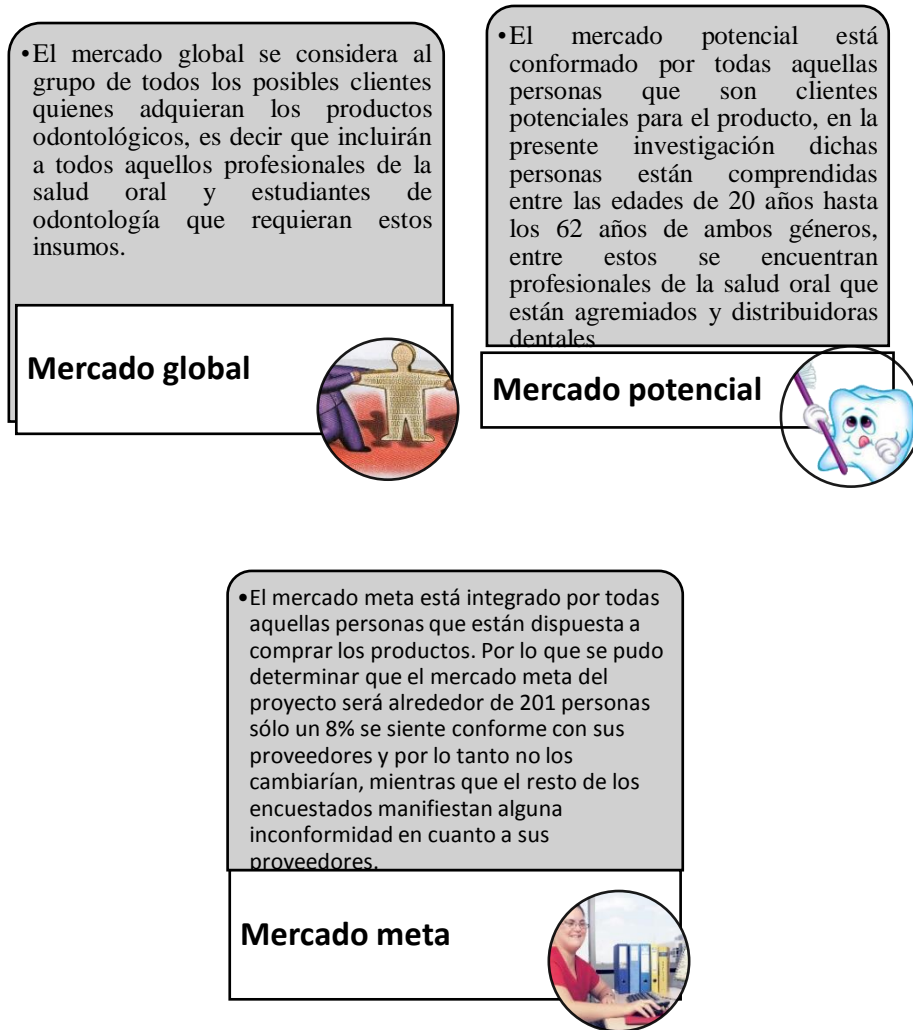 •El mercado global se considera al
grupo de todos los posibles clientes
quienes adquieran los productos
odontológicos, es decir que incluirán
a todos aquellos profesionales de la
salud oral y estudiantes de
odontología que requieran estos
insumos.
Mercado global
•El mercado potencial está
conformado por todas aquellas
personas que son clientes
potenciales para el producto, en la
presente investigación dichas
personas están comprendidas
entre las edades de 20 años hasta
los 62 años de ambos géneros,
entre estos se encuentran
profesionales de la salud oral que
están agremiados y distribuidoras
dentales
Mercado potencial
•El mercado meta está integrado por todas
aquellas personas que están dispuesta a
comprar los productos. Por lo que se pudo
determinar que el mercado meta del
proyecto será alrededor de 201 personas
sólo un 8% se siente conforme con sus
proveedores y por lo tanto no los
cambiarían, mientras que el resto de los
encuestados manifiestan alguna
inconformidad en cuanto a sus
proveedores.
Mercado meta